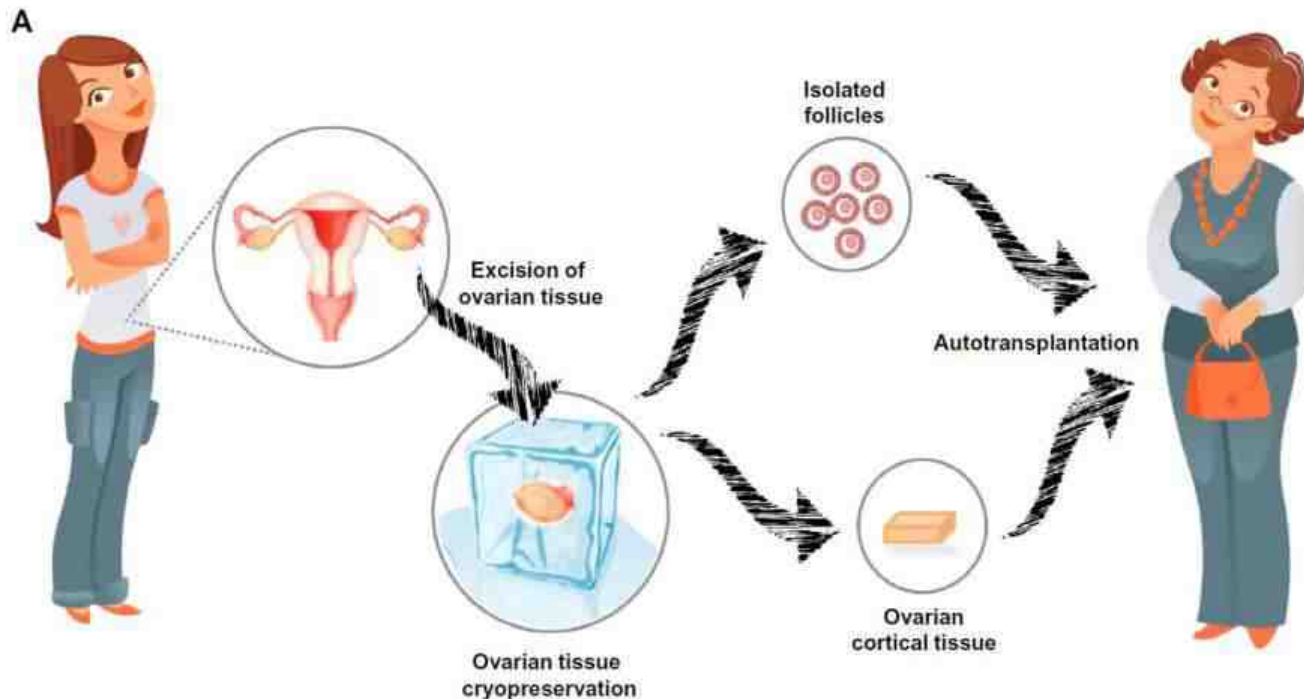 A
Isolated
follicles
Excision of
ovarian tissue
Autotransplantation
Ovarian
cortical tissue
Ovarian tissue
cryopreservation